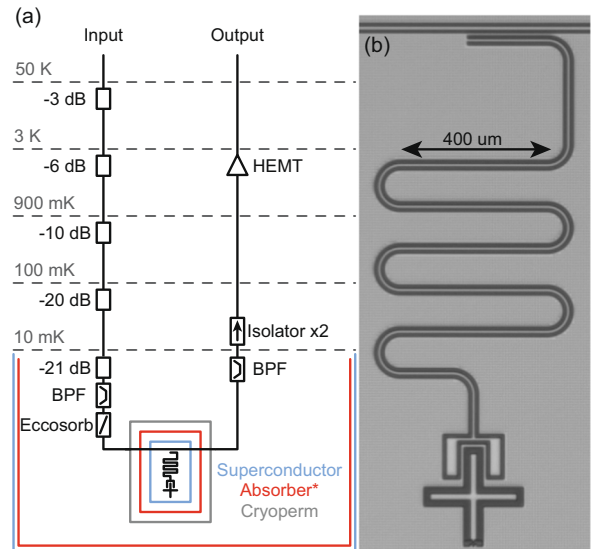 (a)
Input
Output
50 K
-3 dB
3 K
-6 dB
HEMT
900 mK
-10 dB
100 mK
-20 dB
Isolator x2
10 mK
-21 dB
BPF
BPF
Eccosorb
Superconductor
Absorber*
Cryoperm
(b)
400 um